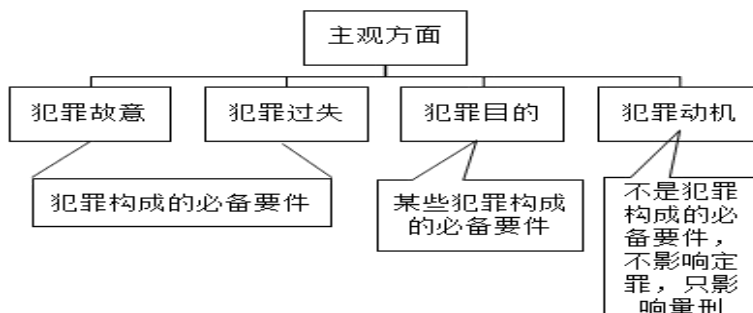 主观方面
犯罪故意
犯罪过失
犯罪目的
犯罪动机
犯罪构成的必备要件
某些犯罪构成
的必备要件
不是犯罪
构成的必
备要件，
不影响定
罪，只影
响量刑